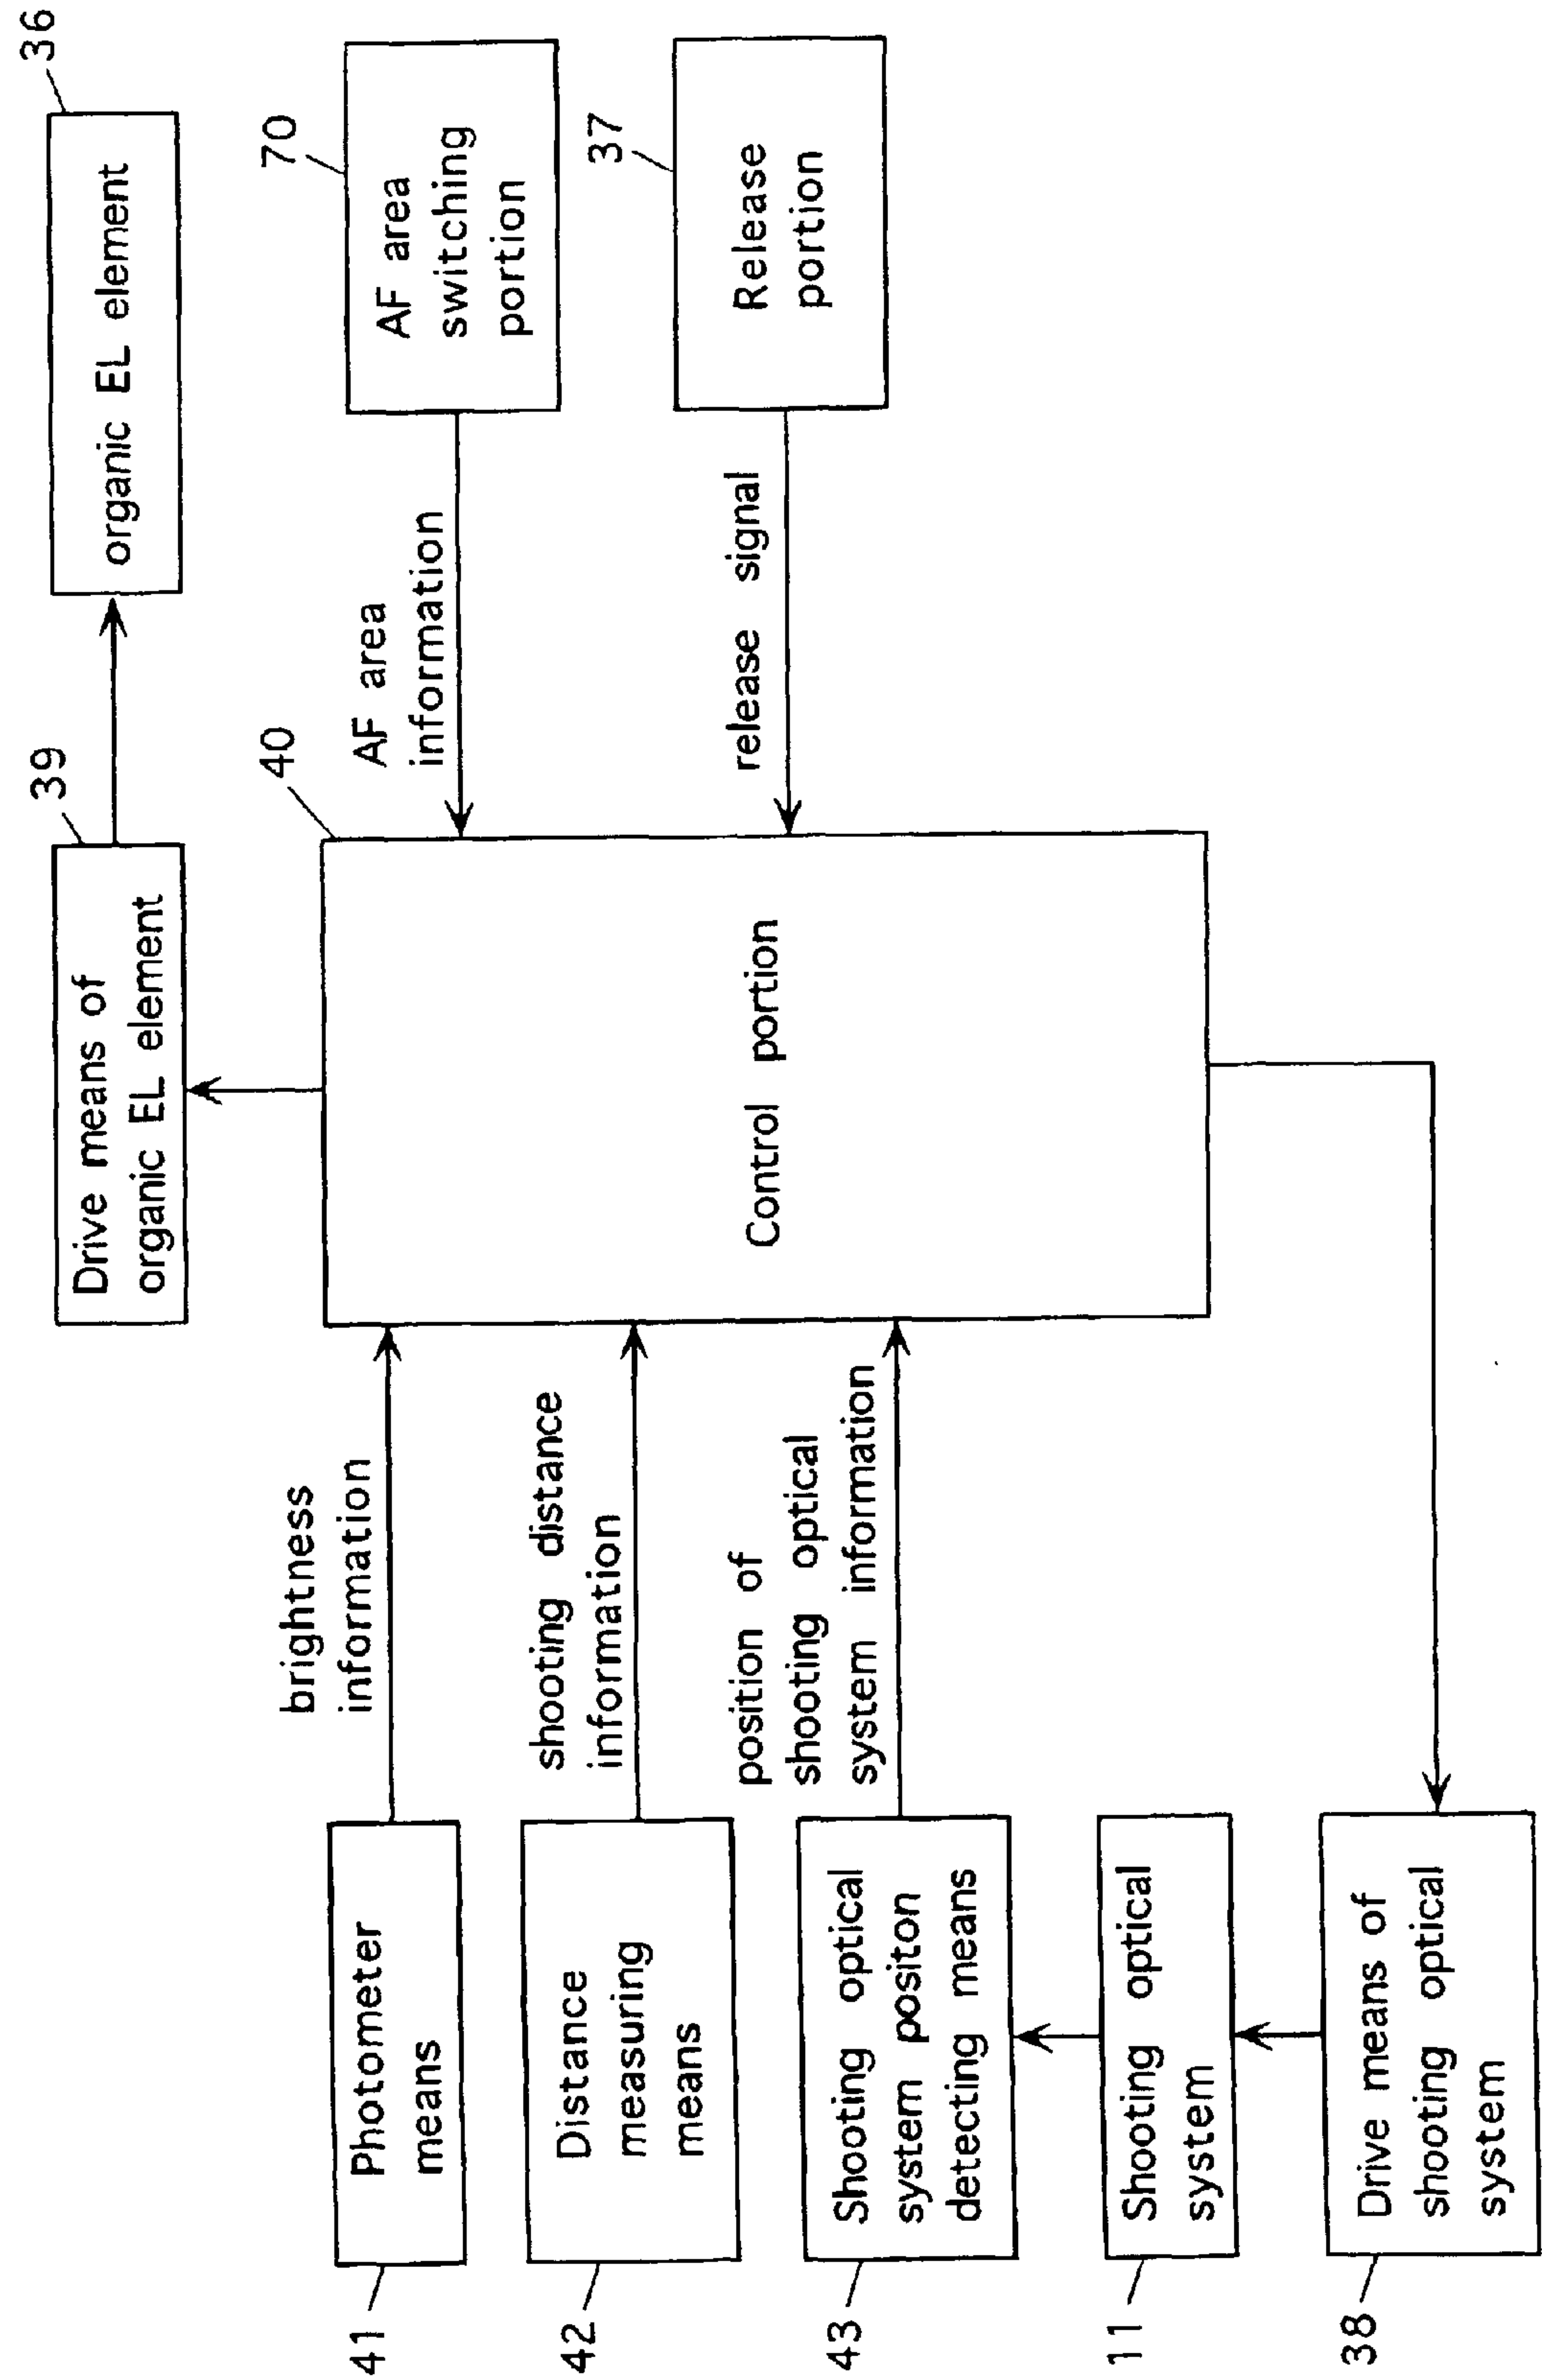 39
Drive means of
organic EL element
36
organic EL element
41
Photometer
means
brightness
information
40
Control portion
AF area
information
70
AF area
switching
portion
42
Distance
measuring
means
shooting distance
information
release signal
37
Release
portion
43
Shooting optical
system positon
detecting means
position of
shooting optical
system information
11
Shooting optical
system
38
Drive means of
shooting optical
system